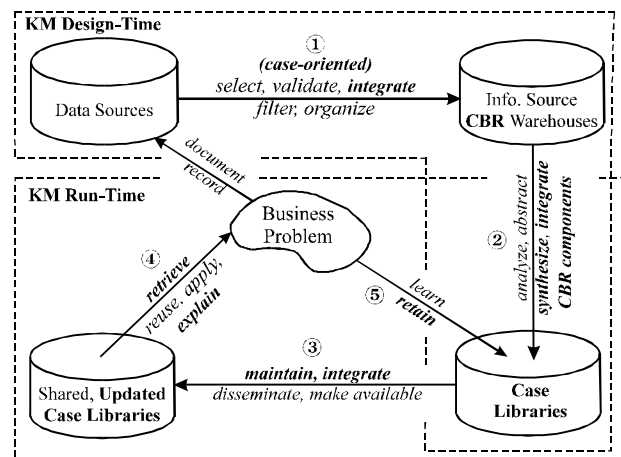 KM Design-Time
①
(case-oriented)
select, validate, integrate
filter, organize
Data Sources
Info. Source
CBR Warehouses
document
record
KM Run-Time
Business
Problem
②
analyze, abstract
synthesize, integrate
CBR components
④
retrieve
reuse, apply,
explain
⑤
learn
retain
③
maintain, integrate
disseminate, make available
Shared, Updated
Case Libraries
Case
Libraries